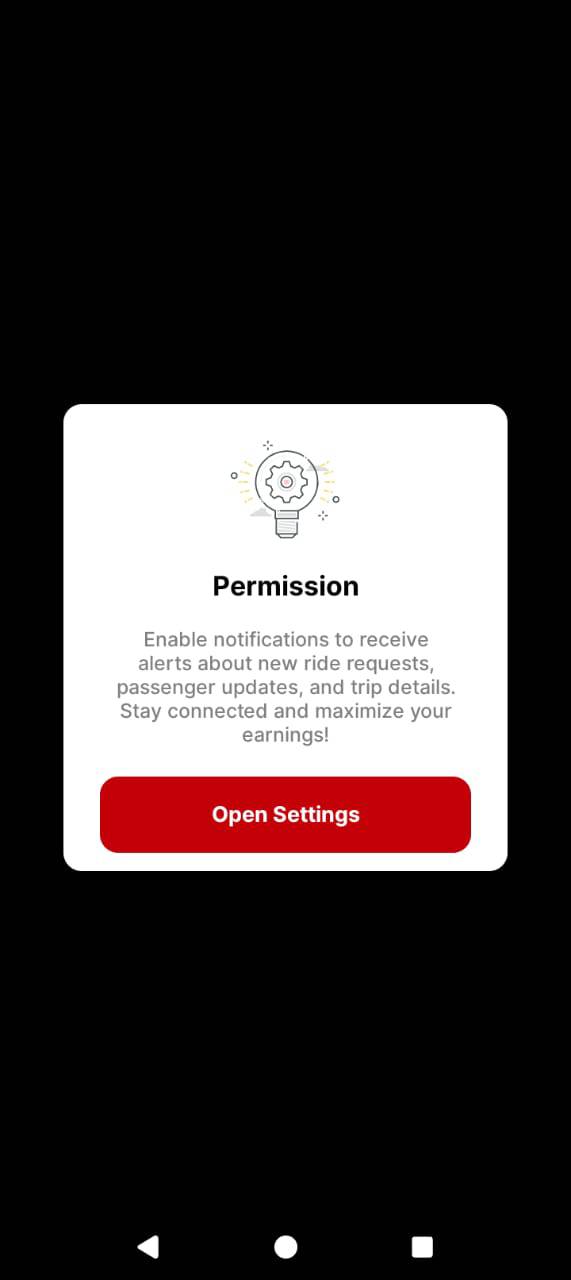 Permission
Enable notifications to receive
alerts about new ride requests,
passenger updates, and trip details.
Stay connected and maximize your
earnings!
Open Settings